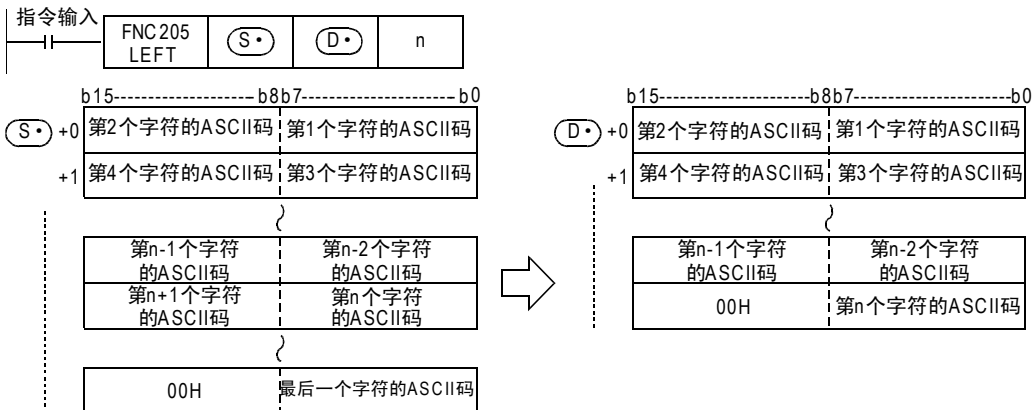 指令输入
FNC205 LEFT S· D· n
b15 b8b7 b0
S· +0 第2个字符的ASCII码 第1个字符的ASCII码
+1 第4个字符的ASCII码 第3个字符的ASCII码
第n-1个字符的ASCII码 第n-2个字符的ASCII码
第n+1个字符的ASCII码 第n个字符的ASCII码
00H 最后一个字符的ASCII码
b15 b8b7 b0
D· +0 第2个字符的ASCII码 第1个字符的ASCII码
+1 第4个字符的ASCII码 第3个字符的ASCII码
第n-1个字符的ASCII码 第n-2个字符的ASCII码
00H 第n个字符的ASCII码